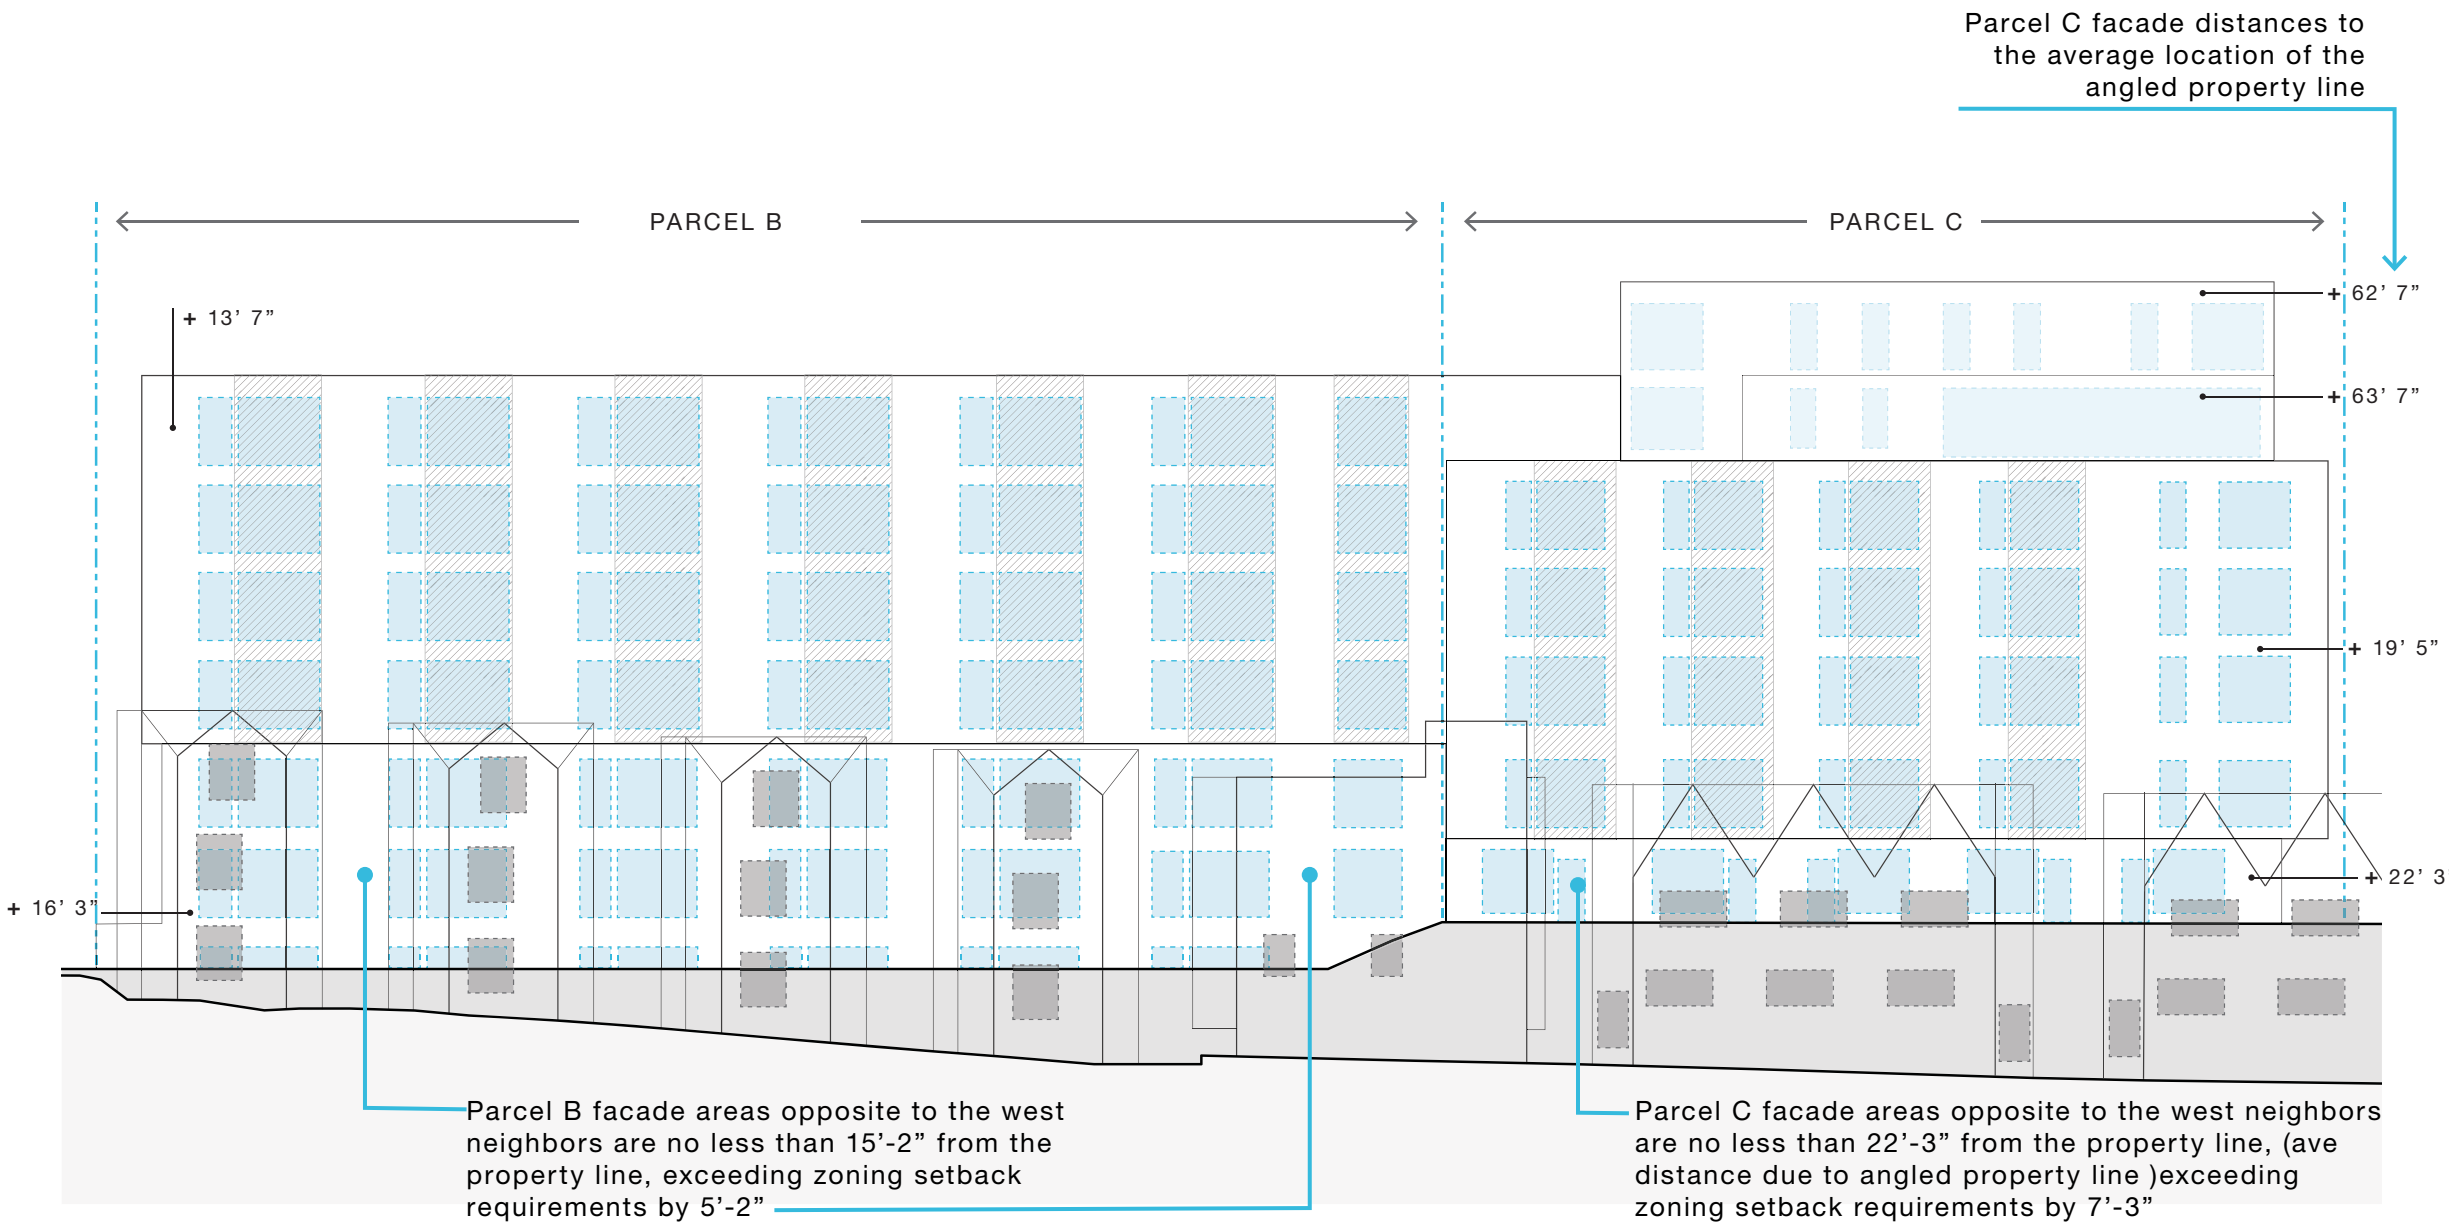 Parcel C facade distances to
the average location of the
angled property line
PARCEL B
PARCEL C
+ 62’ 7”
+ 13’ 7”
+ 63’ 7”
+ 19’ 5”
+ 22’ 3
+ 16’ 3”
Parcel B facade areas opposite to the west
neighbors are no less than 15’-2” from the
property line, exceeding zoning setback
requirements by 5’-2”
Parcel C facade areas opposite to the west neighbors
are no less than 22’-3” from the property line, (ave
distance due to angled property line )exceeding
zoning setback requirements by 7’-3”